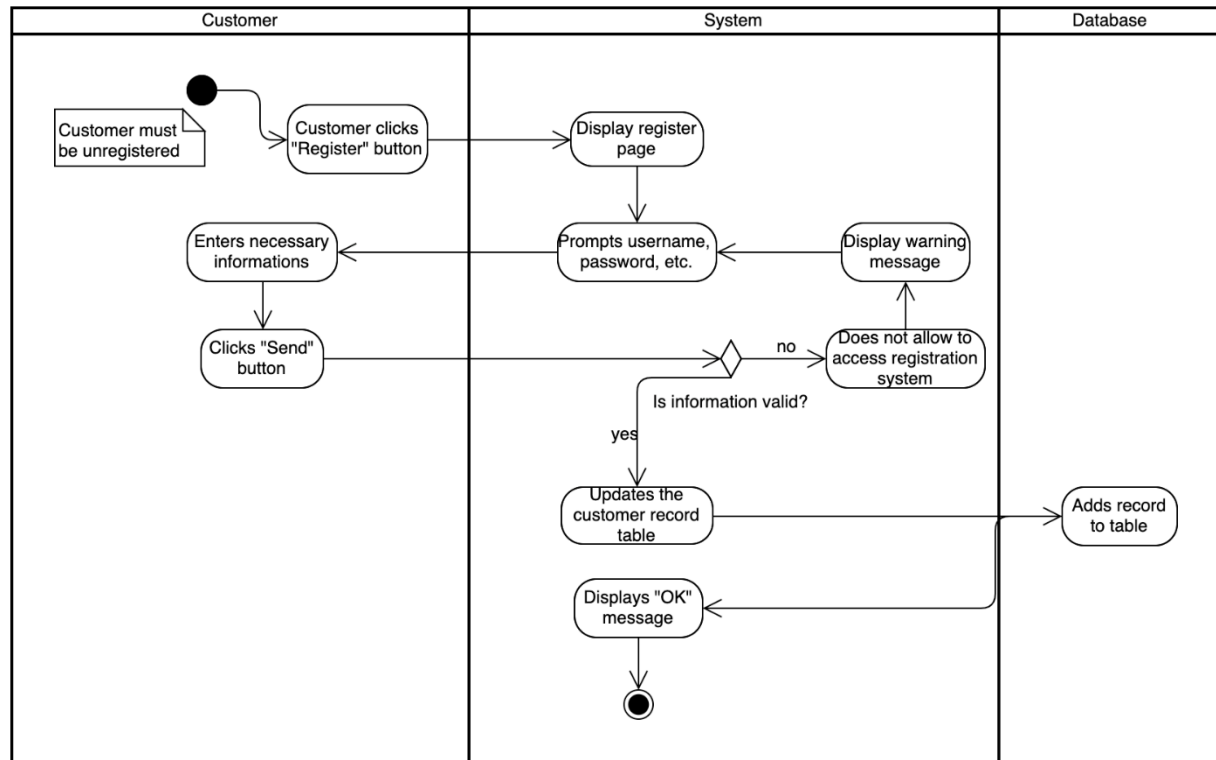 Customer
System
Database
Customer must
be unregistered
Customer clicks
"Register" button
Display register
page
Enters necessary
informations
Prompts username,
password, etc.
Display warning
message
Clicks "Send"
button
no
Does not allow to
access registration
system
Is information valid?
yes
Updates the
customer record
table
Adds record
to table
Displays "OK"
message